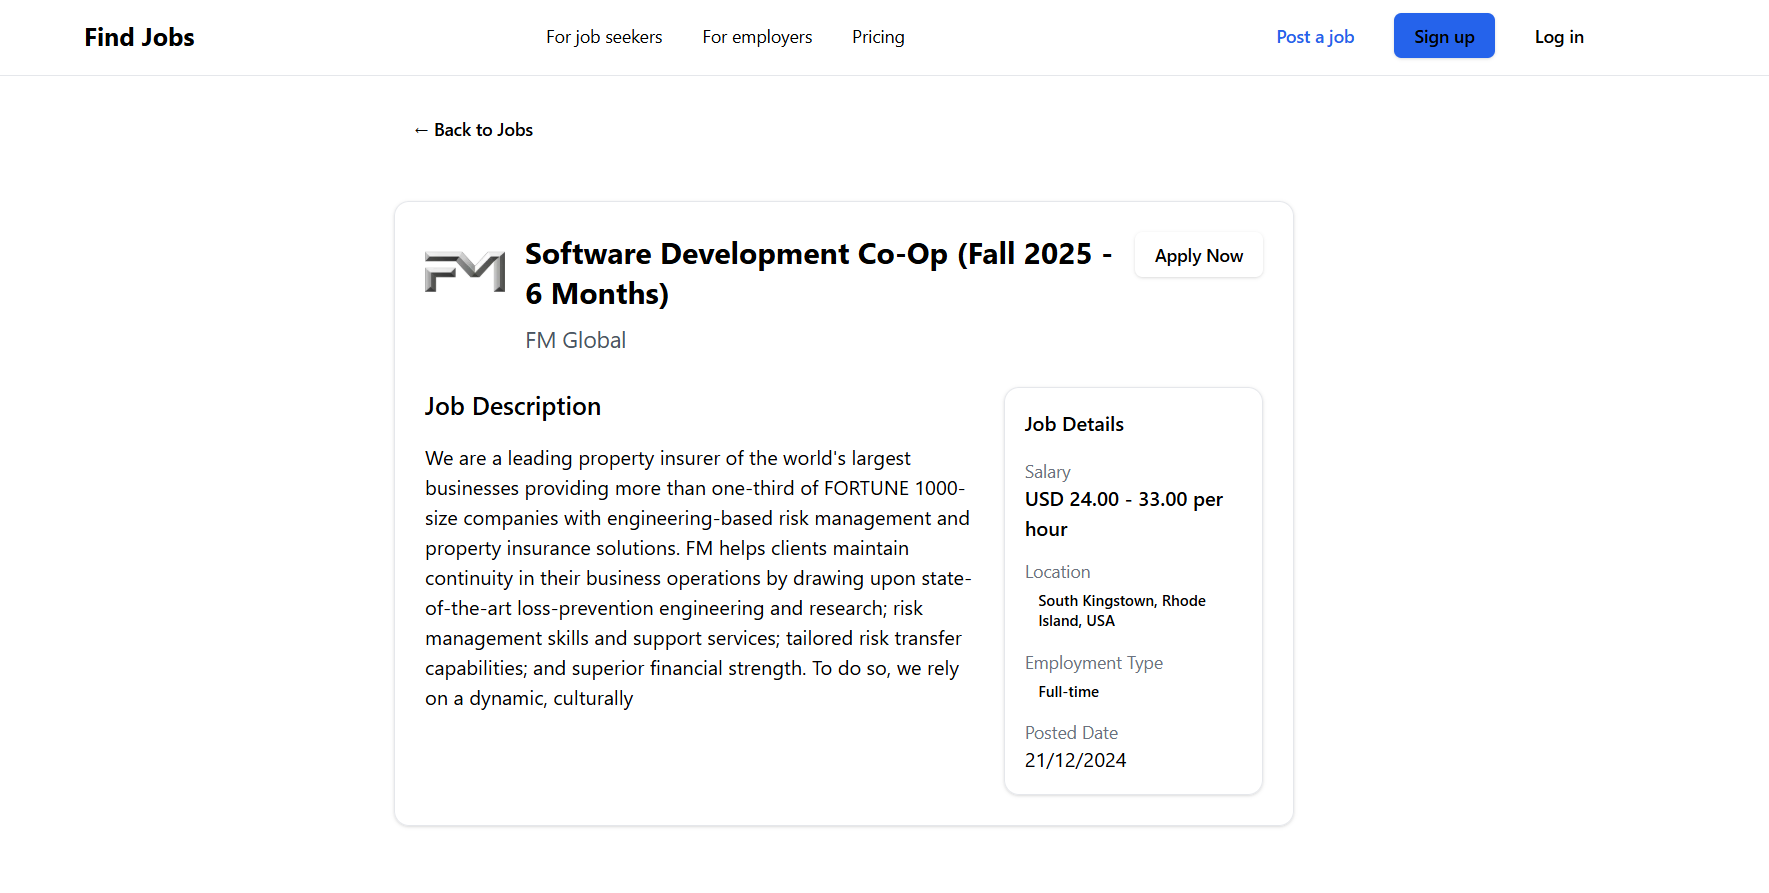 Find Jobs
For job seekers
For employers
Pricing
Post a job
Sign up
Log in
← Back to Jobs
FM
Software Development Co-Op (Fall 2025 -
6 Months)
FM Global
Apply Now
Job Description
We are a leading property insurer of the world's largest
businesses providing more than one-third of FORTUNE 1000-
size companies with engineering-based risk management and
property insurance solutions. FM helps clients maintain
continuity in their business operations by drawing upon state-
of-the-art loss-prevention engineering and research; risk
management skills and support services; tailored risk transfer
capabilities; and superior financial strength. To do so, we rely
on a dynamic, culturally
Job Details
Salary
USD 24.00 - 33.00 per
hour
Location
South Kingstown, Rhode
Island, USA
Employment Type
Full-time
Posted Date
21/12/2024